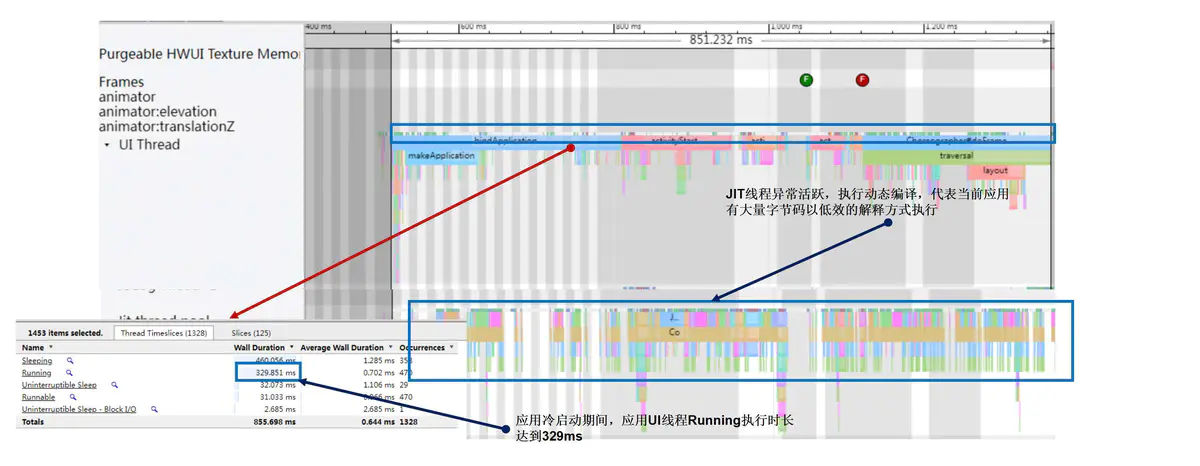 400 ms
600 ms
800 ms
1,000 ms
1,200 ms
851.232 ms
Purgeable HWUI Texture Memor
Frames
F
F
animator
animator:elevation
animator:translationZ
UI Thread
bindApplication
activityStart
acti
act
Choreographer#doFrame
makeApplication
traversal
layout
JIT线程异常活跃，执行动态编译，代表当前应用
有大量字节码以低效的解释方式执行
Jit thread pool
J...
Co
1453 items selected.
Thread Timeslices (1328)
Slices (125)
Name
Wall Duration
Average Wall Duration
Occurrences
Sleeping
460.056 ms
1.285 ms
358
Running
329.851 ms
0.702 ms
470
Uninterruptible Sleep
32.073 ms
1.106 ms
29
Runnable
31.033 ms
0.066 ms
470
Uninterruptible Sleep - Block I/O
2.685 ms
2.685 ms
1
Totals
855.698 ms
0.644 ms
1328
应用冷启动期间，应用UI线程Running执行时长
达到329ms